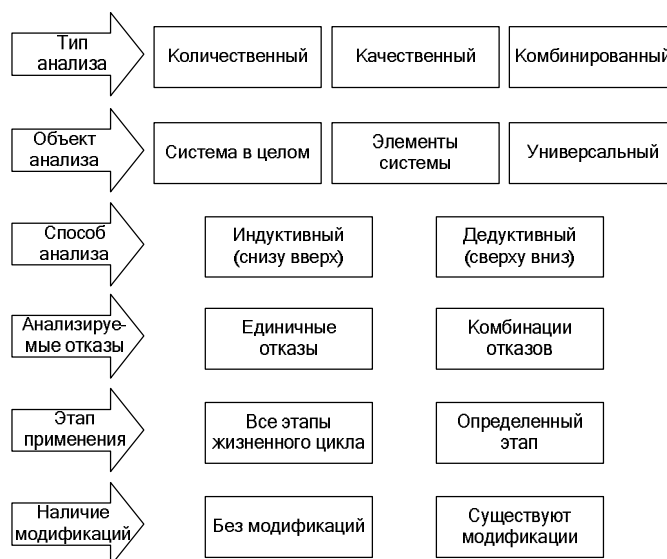 Тип
анализа
Количественный
Качественный
Комбинированный
Объект
анализа
Система в целом
Элементы
системы
Универсальный
Способ
анализа
Индуктивный
(снизу вверх)
Дедуктивный
(сверху вниз)
Анализируе-
мые отказы
Единичные
отказы
Комбинации
отказов
Этап
применения
Все этапы
жизненного цикла
Определенный
этап
Наличие
модификаций
Без модификаций
Существуют
модификации